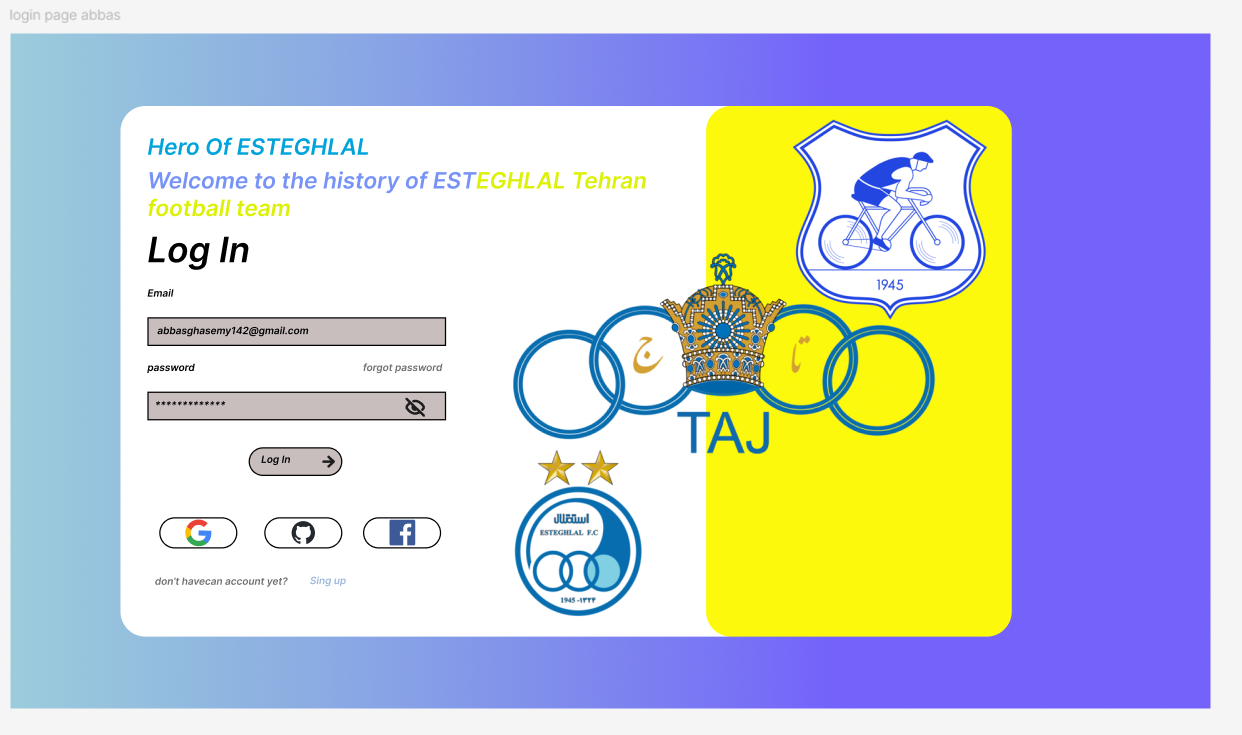 login page abbas
Hero Of ESTEGHLAL
Welcome to the history of ESTEGHLAL Tehran
football team
Log In
Email
abbasghasemy142@gmail.com
password
forgot password
*************
Log In
don't havecan account yet?
Sing up
1945
تا
ج
TAJ
استقلال
ESTEGHLAL F.C
1945 -۱۳۲۴